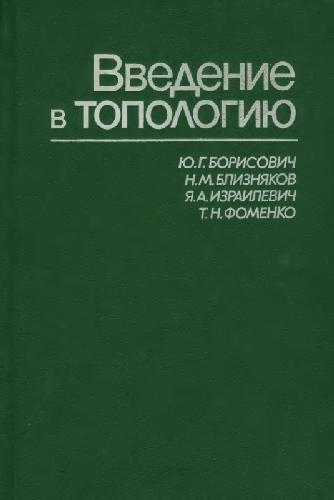 Введение
в топологию
Ю.Г.БОРИСОВИЧ
Н.М.БЛИЗНЯКОВ
Я.А.ИЗРАИЛЕВИЧ
Т.Н.ФОМЕНКО